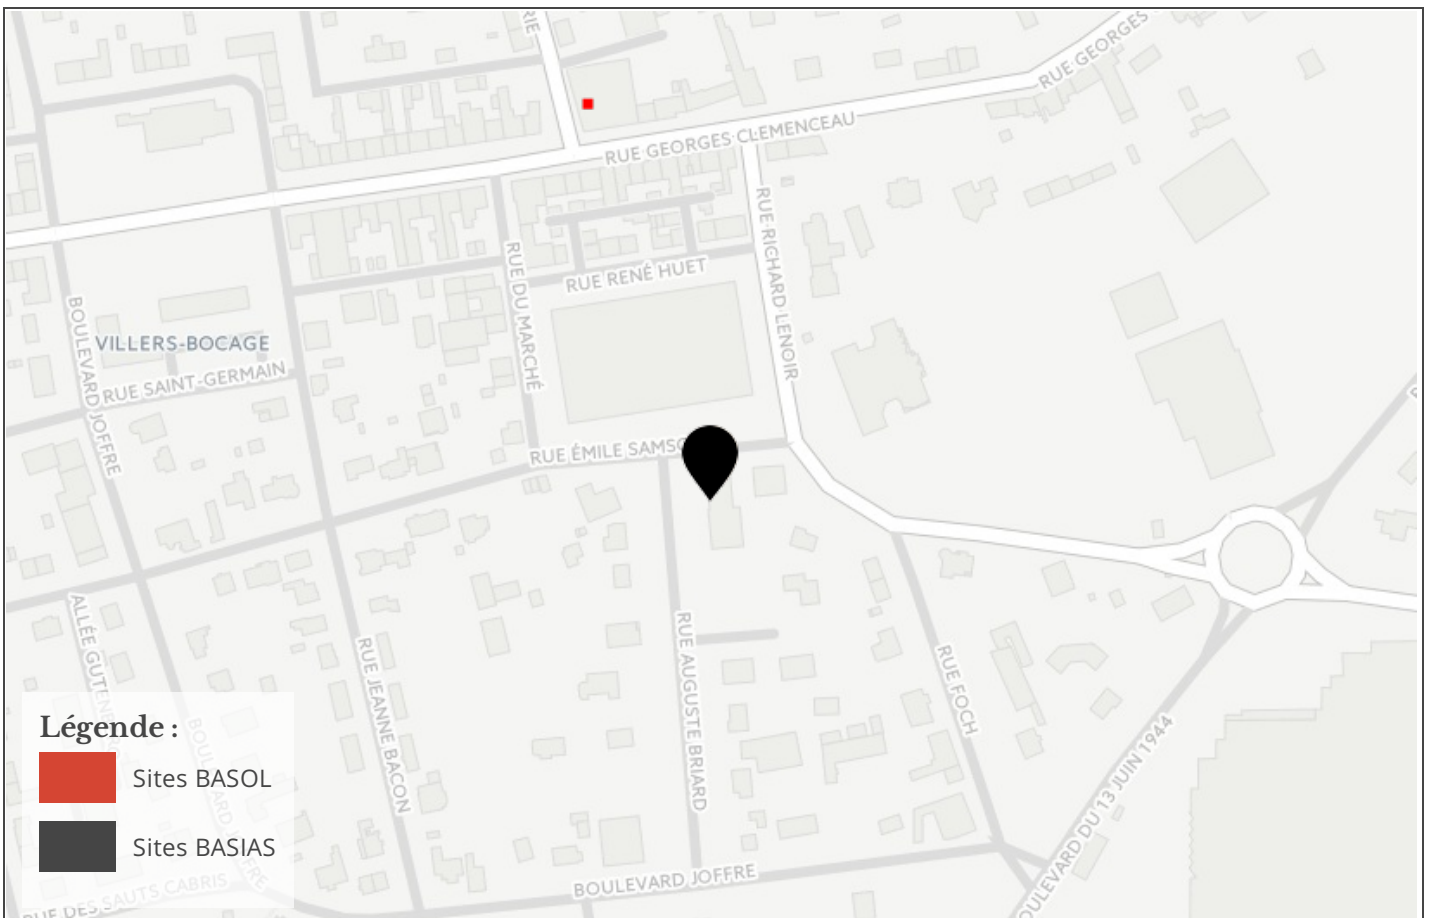 RUE GEORGES
RUE GEORGES CLEMENCEAU
RUE RICHARD LENOIR
RUE DU MARCHÉ
RUE RENÉ HUET
BOULEVARD JOFFRE
VILLERS-BOCAGE
RUE SAINT-GERMAIN
RUE ÉMILE
RUE AUGUSTE BRIARD
RUE JEANNE BACON
RUE FOCH
BOULEVARD DU 13 JUIN 1944
BOULEVARD JOFFRE
Légende :
Sites BASOL
Sites BASIAS
RUE DES SAUTS CABRIS